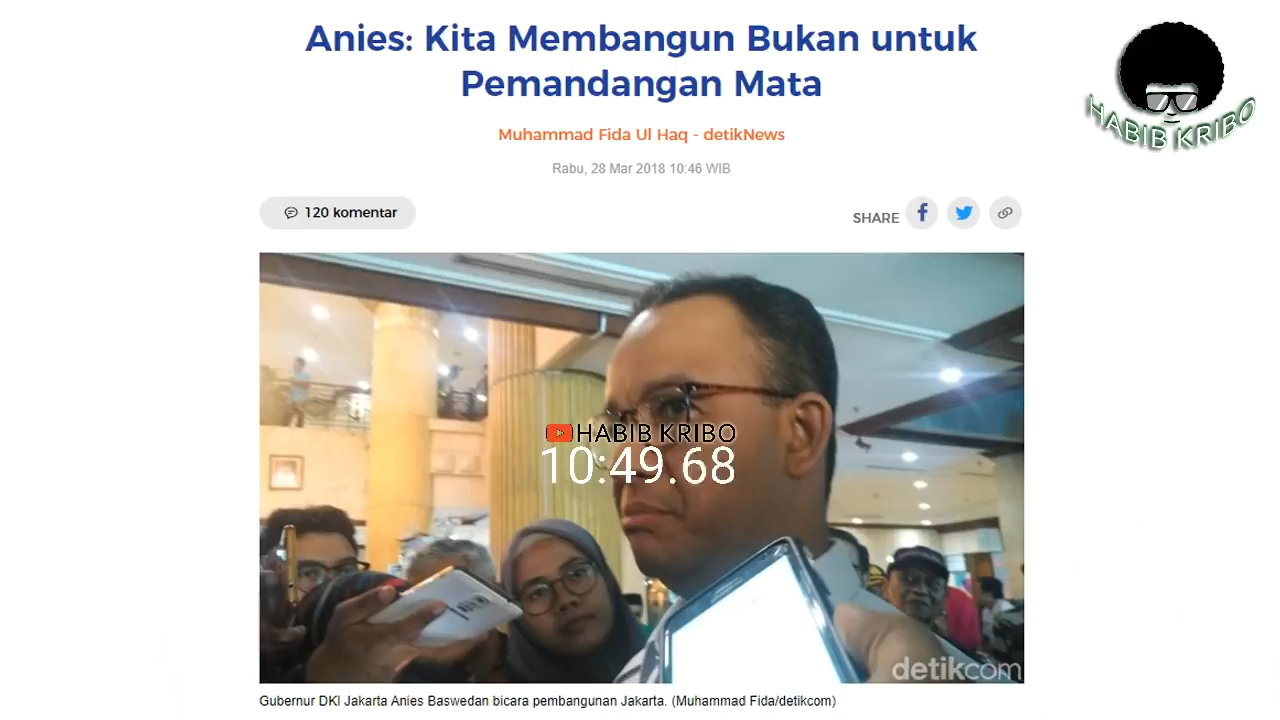 Anies: Kita Membangun Bukan untuk
Pemandangan Mata
HABIB KRIBO
Muhammad Fida Ul Haq - detikNews
Rabu, 28 Mar 2018 10:46 WIB
120 komentar
SHARE
HABIB KRIBO
10:49.68
detikcom
Gubernur DKI Jakarta Anies Baswedan bicara pembangunan Jakarta. (Muhammad Fida/detikcom)